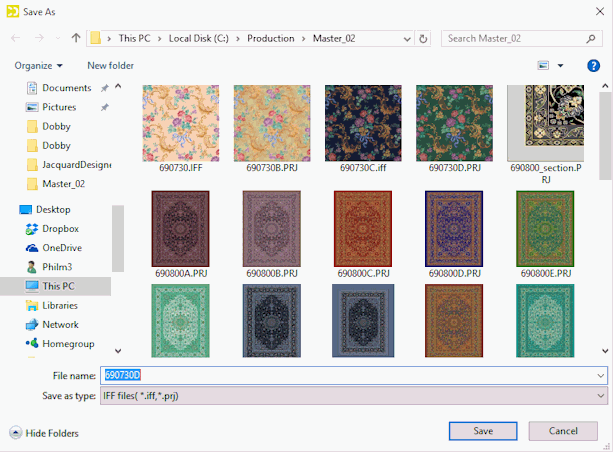 Save As
This PC > Local Disk (C:) > Production > Master_02
Search Master_02
Organize
New folder
Documents
Pictures
Dobby
Dobby
JacquardDesigne
Master_02
Desktop
Dropbox
OneDrive
Philm3
This PC
Libraries
Network
Homegroup
690730.IFF
690730B.PRJ
690730C.iff
690730D.PRJ
690800_section.P
RJ
690800A.PRJ
690800B.PRJ
690800C.PRJ
690800D.PRJ
690800E.PRJ
File name: 690730D
Save as type: IFF files( *.iff,*.prj)
Hide Folders
Save
Cancel